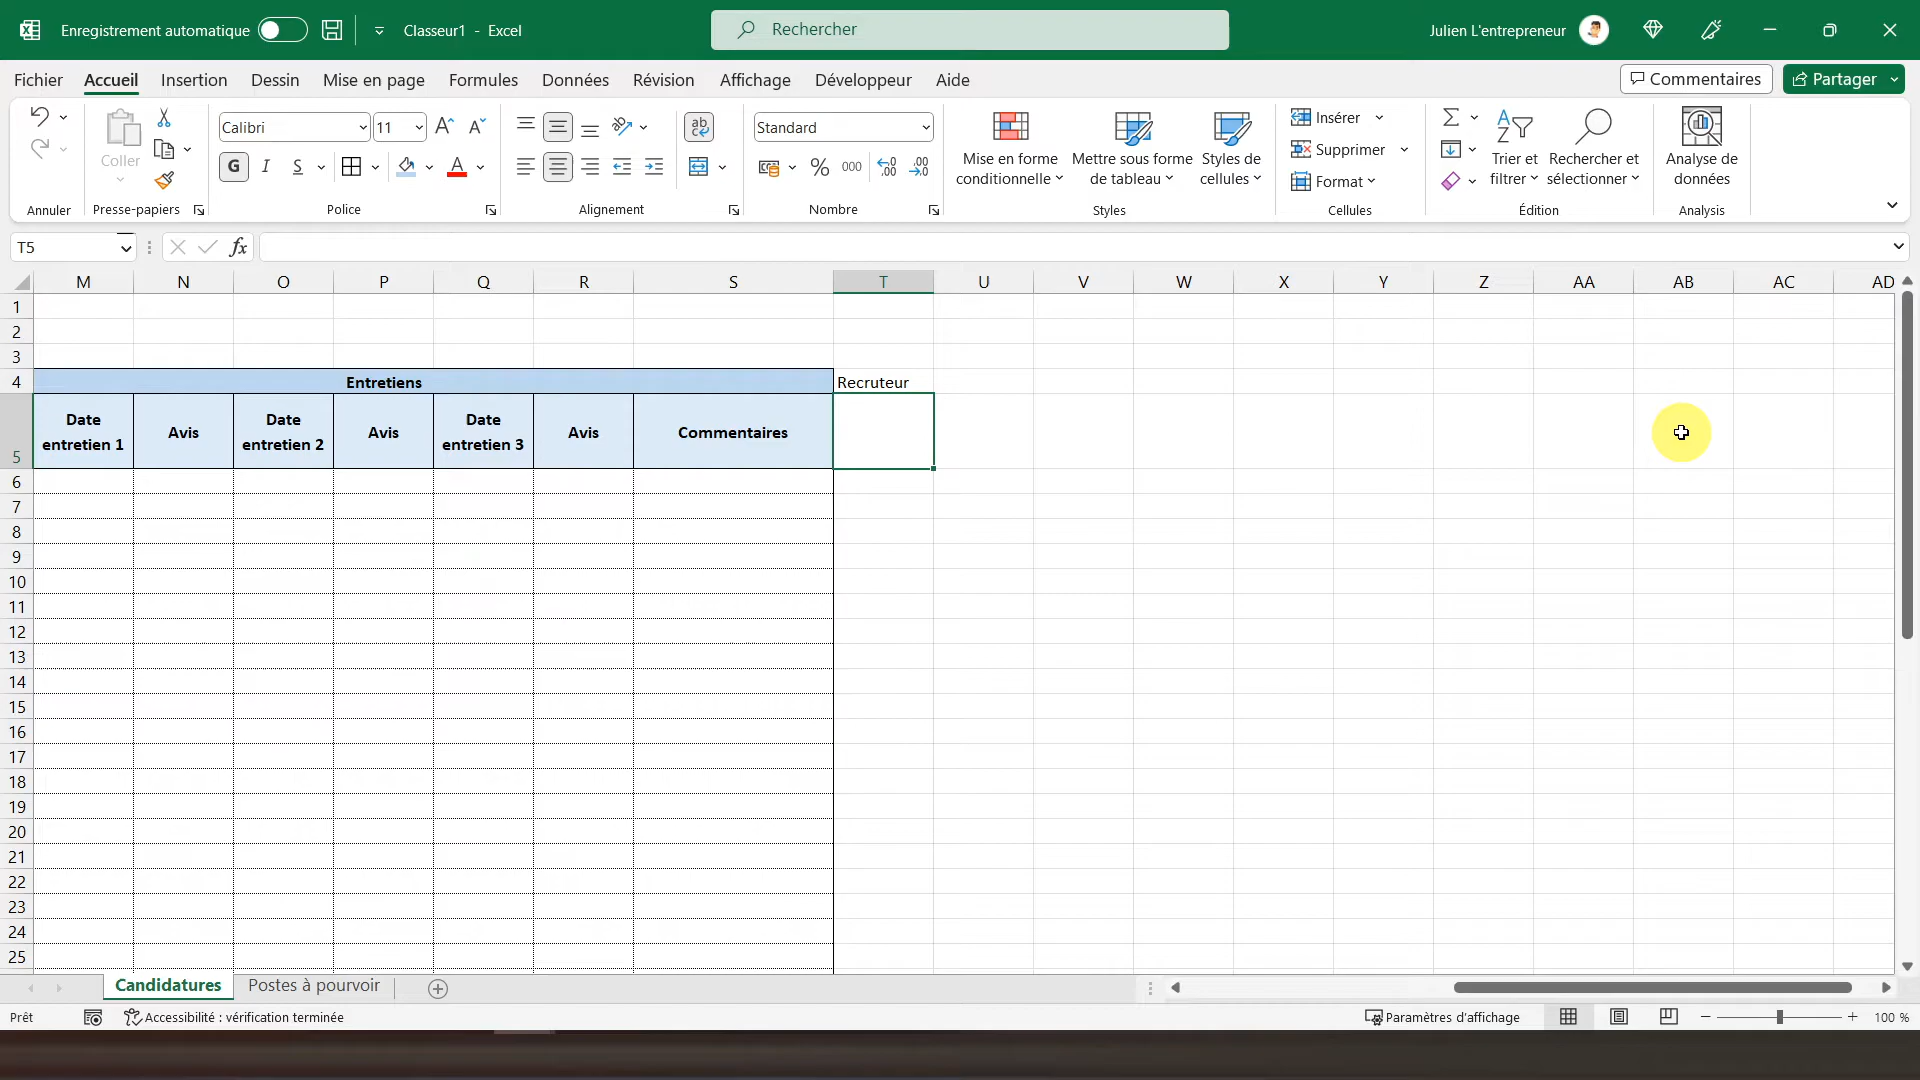 Enregistrement automatique
Classeur1 - Excel
Rechercher
Julien L'entrepreneur
Fichier Accueil Insertion Dessin Mise en page Formules Données Révision Affichage Développeur Aide
Commentaires
Partager
Annuler
Coller
Presse-papiers
Calibri
11
G I S
Police
ab
Alignement
Standard
% 000
Nombre
Mise en forme
conditionnelle
Mettre sous forme
de tableau
Styles de
cellules
Styles
Insérer
Supprimer
Format
Cellules
Trier et
filtrer
Rechercher et
sélectionner
Édition
Analyse de
données
Analysis
T5
fx
M N O P Q R S T U V W X Y Z AA AB AC AD
1
2
3
4 Entretiens Recruteur
Date
entretien 1
Avis
Date
entretien 2
Avis
Date
entretien 3
Avis
Commentaires
5
6
7
8
9
10
11
12
13
14
15
16
17
18
19
20
21
22
23
24
25
Candidatures Postes à pourvoir
Prêt
Accessibilité : vérification terminée
Paramètres d'affichage
100 %